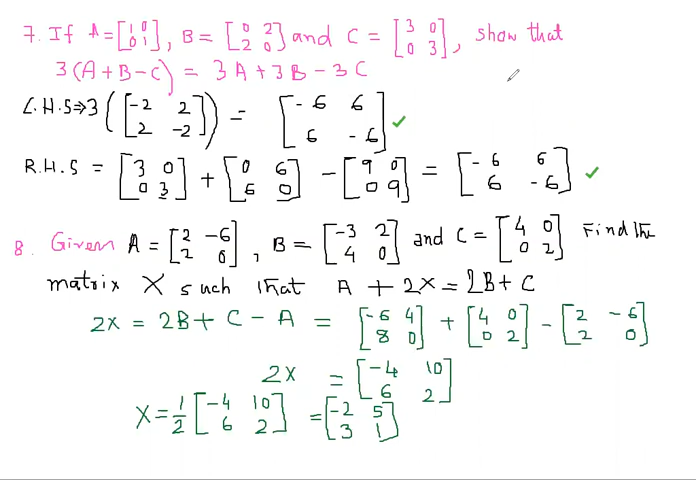 7. If A = [1 0 0 1], B = [0 2 2 0] and C = [3 0 0 3], show that
3(A+B-C) = 3A+3B-3C
L.H.S ⇒ 3([-2 2 2 -2]) = [-6 6 6 -6] ✓
R.H.S = [3 0 0 3] + [0 6 6 0] - [9 0 0 9] = [-6 6 6 -6] ✓
8. Given A = [2 -6 2 0], B = [-3 2 4 0] and C = [4 0 0 2] Find the
matrix X such that A + 2X = 2B + C
2X = 2B + C - A = [-6 4 8 0] + [4 0 0 2] - [2 -6 2 0]
2X = [-4 10 6 2]
X = 1/2 [-4 10 6 2] = [-2 5 3 1]